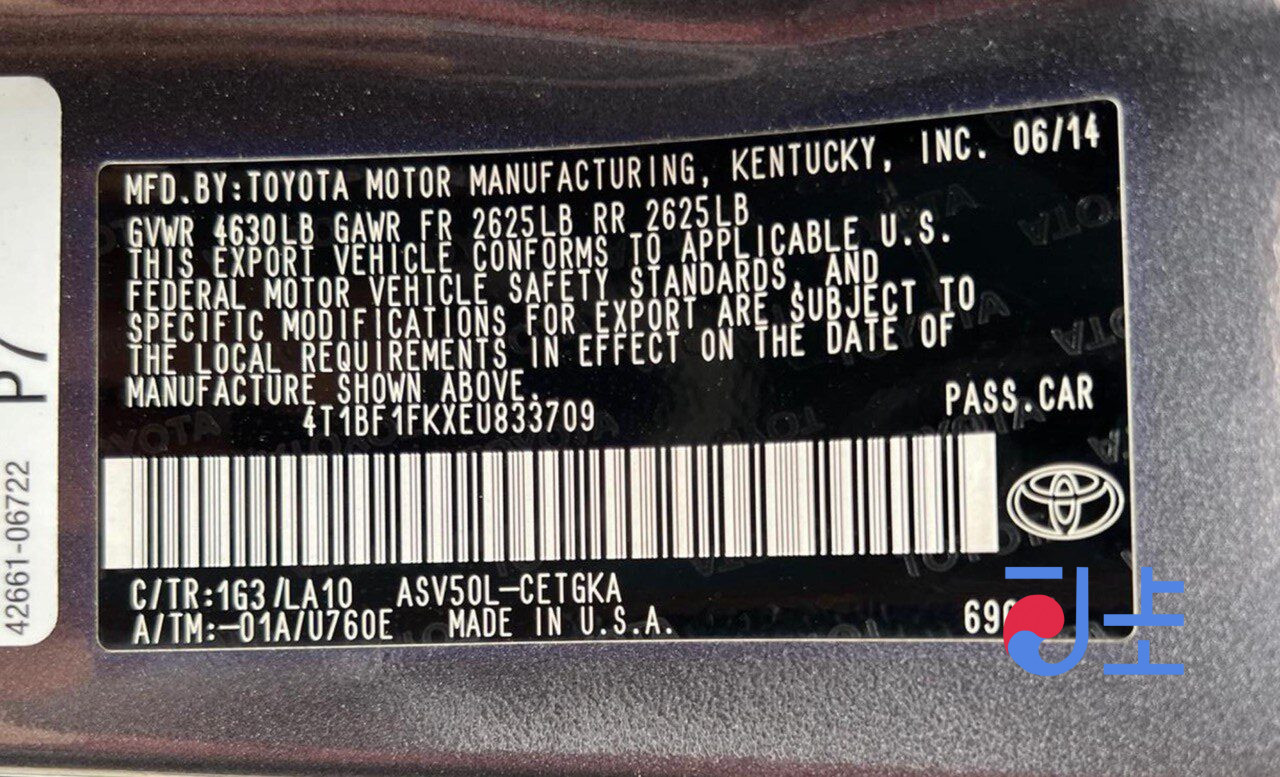 MFD.BY:TOYOTA MOTOR MANUFACTURING, KENTUCKY, INC. 06/14
GVWR 4630LB GAWR FR 2625LB RR 2625LB
THIS EXPORT VEHICLE CONFORMS TO APPLICABLE U.S.
FEDERAL MOTOR VEHICLE SAFETY STANDARDS, AND
SPECIFIC MODIFICATIONS FOR EXPORT ARE SUBJECT TO
THE LOCAL REQUIREMENTS IN EFFECT ON THE DATE OF
MANUFACTURE SHOWN ABOVE.
4T1BF1FKXEU833709
PASS.CAR
C/TR:1G3/LA10 ASV50L-CETGKA
A/TM:-01A/U760E MADE IN U.S.A.
P7
42661-06722